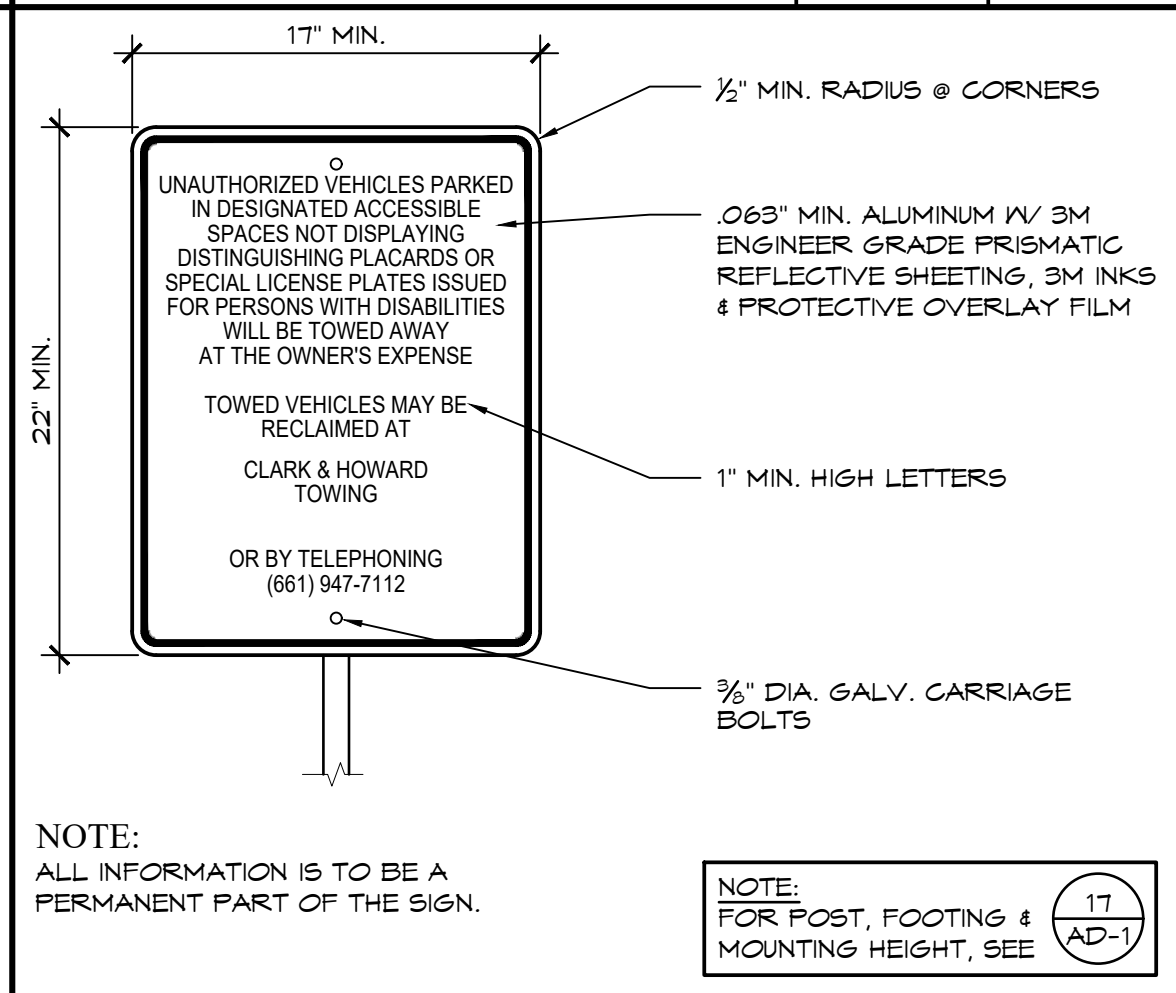 17" MIN.
½" MIN. RADIUS @ CORNERS
22" MIN.
UNAUTHORIZED VEHICLES PARKED
IN DESIGNATED ACCESSIBLE
SPACES NOT DISPLAYING
DISTINGUISHING PLACARDS OR
SPECIAL LICENSE PLATES ISSUED
FOR PERSONS WITH DISABILITIES
WILL BE TOWED AWAY
AT THE OWNER'S EXPENSE
TOWED VEHICLES MAY BE
RECLAIMED AT
CLARK & HOWARD
TOWING
OR BY TELEPHONING
(661) 947-7112
.063" MIN. ALUMINUM W/ 3M
ENGINEER GRADE PRISMATIC
REFLECTIVE SHEETING, 3M INKS
& PROTECTIVE OVERLAY FILM
1" MIN. HIGH LETTERS
⅜" DIA. GALV. CARRIAGE
BOLTS
NOTE:
ALL INFORMATION IS TO BE A
PERMANENT PART OF THE SIGN.
NOTE:
FOR POST, FOOTING &
MOUNTING HEIGHT, SEE
17
AD-1